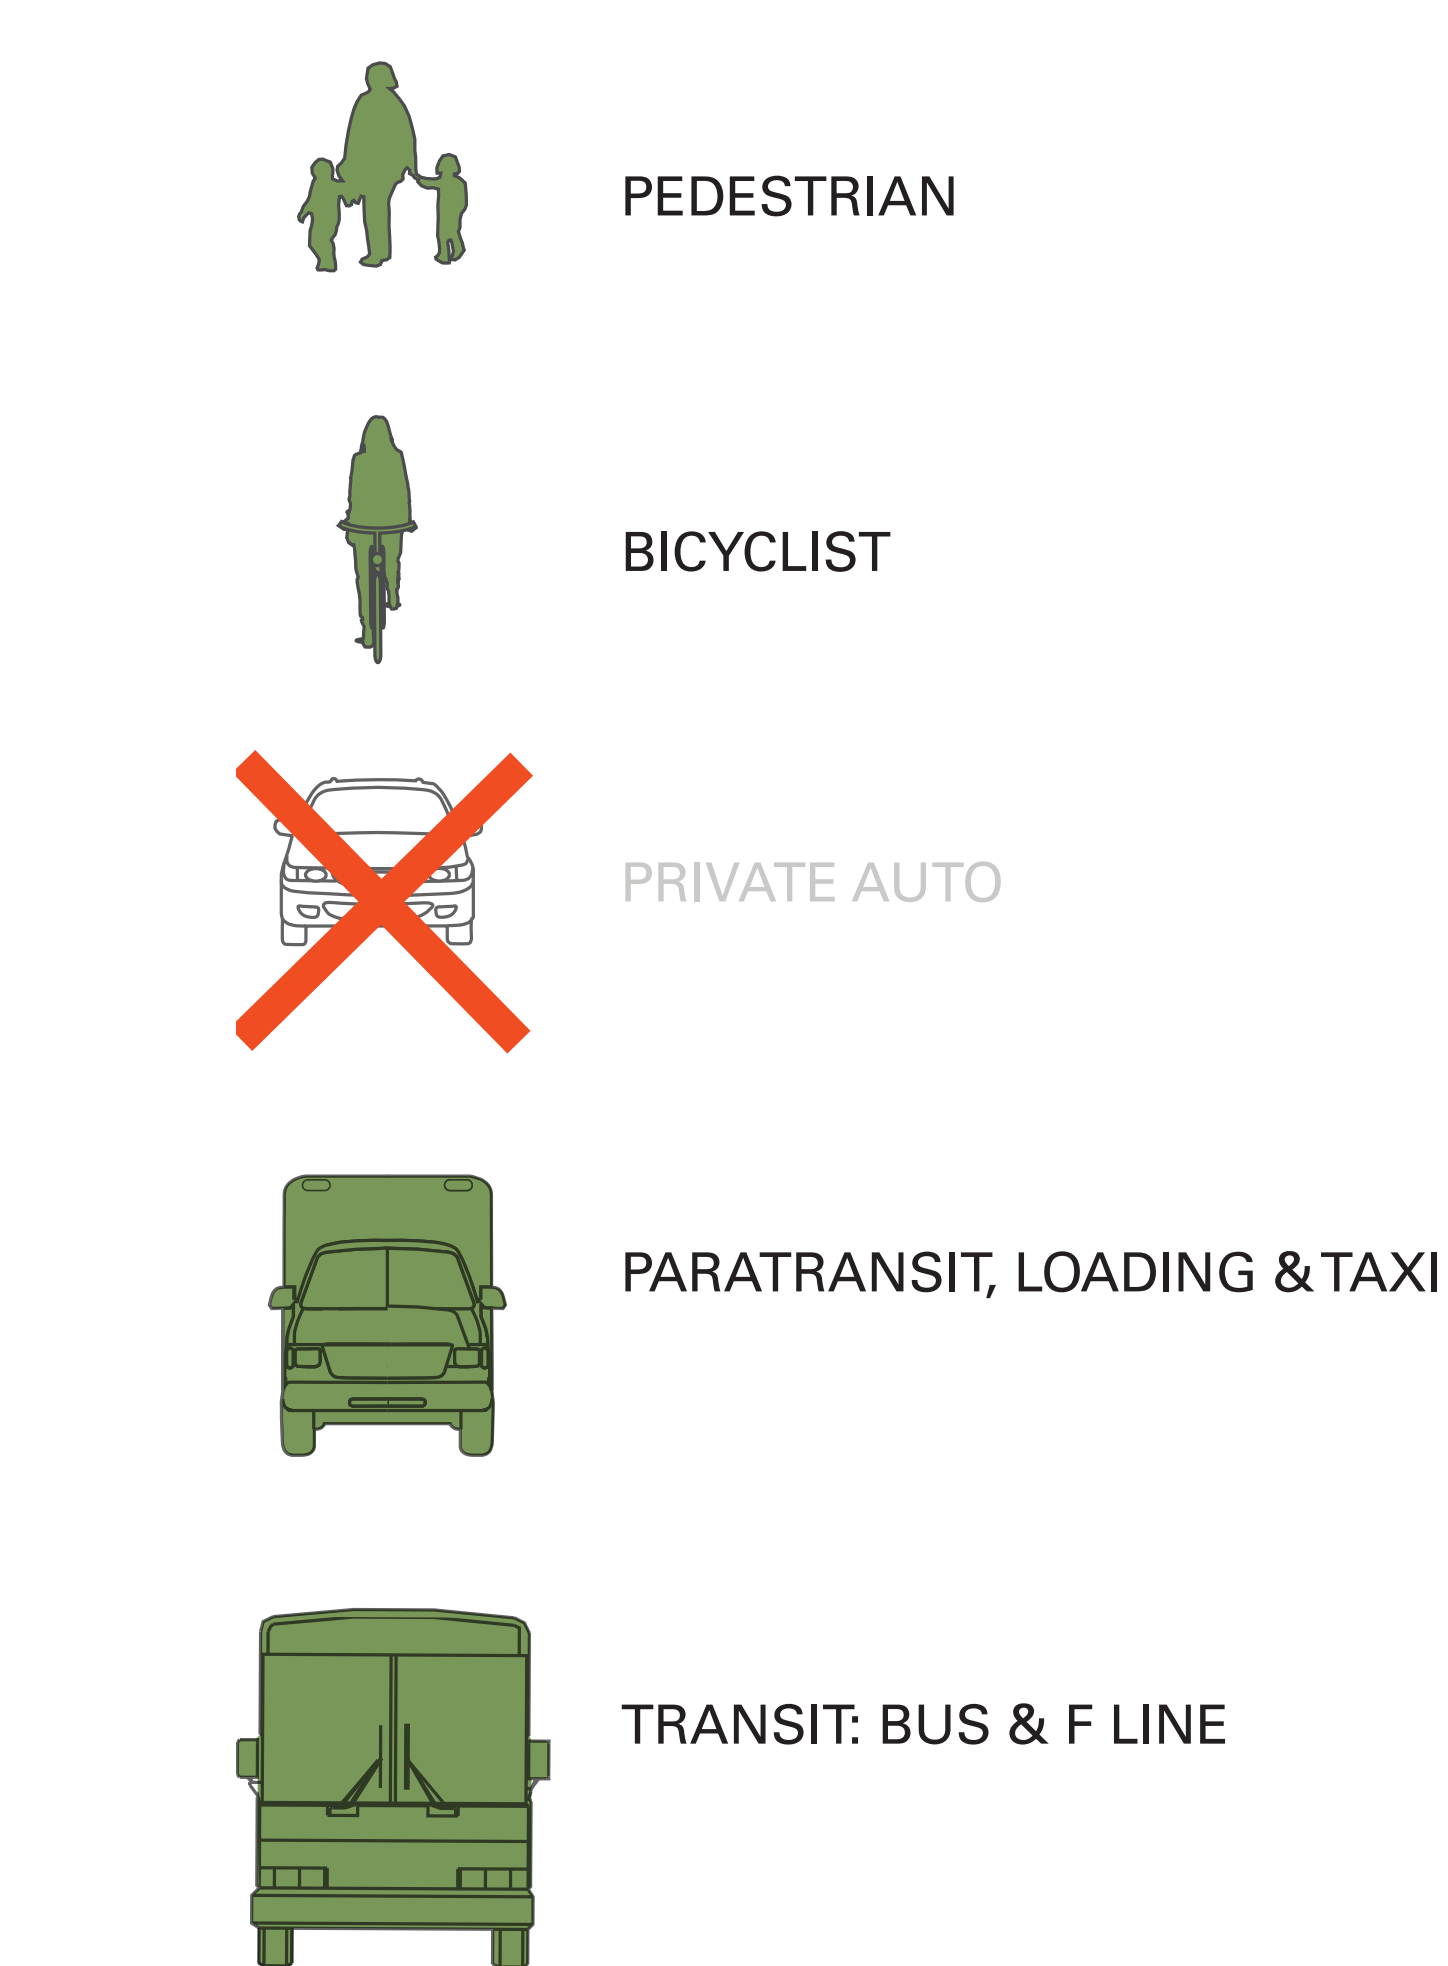 PEDESTRIAN
BICYCLIST
PRIVATE AUTO
PARATRANSIT, LOADING & TAXI
TRANSIT: BUS & F LINE